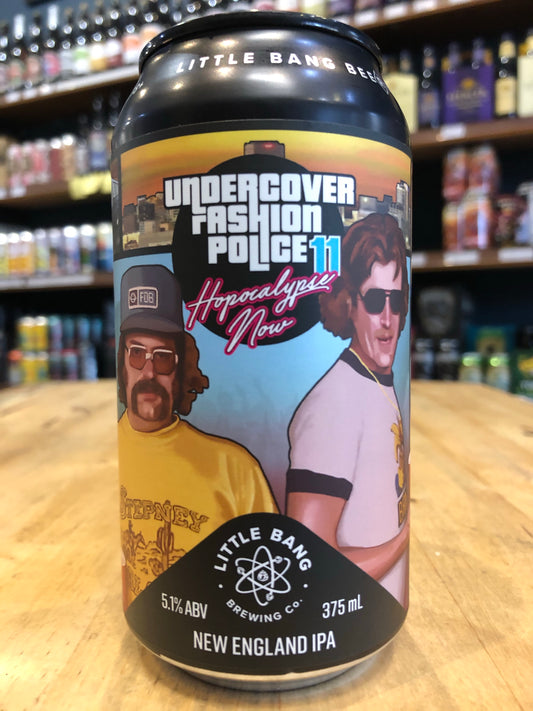 LITTLE BANG BREW
UNDERCOVER
FASHION
POLICE 11
Hopocalypse
Now
FDB
STEPNEY
LITTLE BANG
BREWING Co.
5.1% ABV
375 mL
NEW ENGLAND IPA